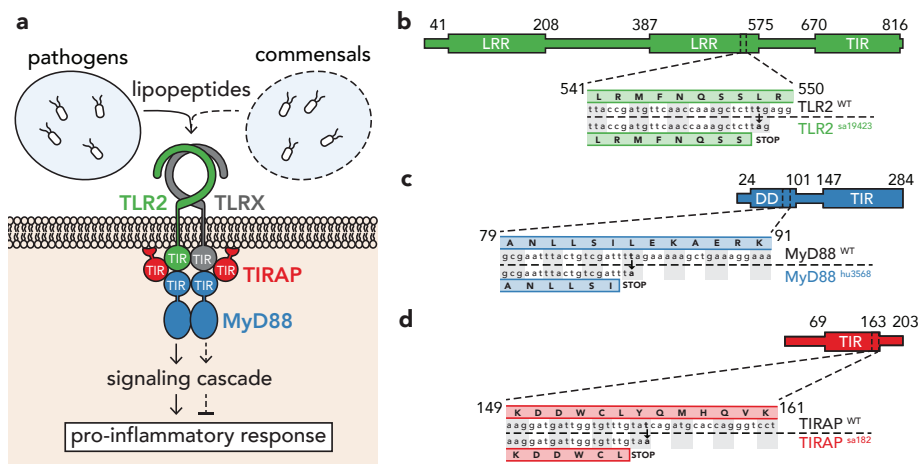 a
pathogens
commensals
lipopeptides
TLR2
TLRX
TIR
TIR
TIR
TIR
TIRAP
TIR
TIR
MyD88
signaling cascade
pro-inflammatory response
b
41 208 387 575 670 816
LRR LRR TIR
541 550
L R M F N Q S S L R
ttaccgatgttcaaccaaagctctttgagg TLR2 WT
ttaccgatgttcaaccaaagctcttag TLR2 sa19423
L R M F N Q S S STOP
c
24 101 147 284
DD TIR
79 91
A N L L S I L E K A E R K
gcgaatttactgtcgattttagaaaaagctgaaaggaaa MyD88 WT
gcgaatttactgtcgattta MyD88 hu3568
A N L L S I STOP
d
69 163 203
TIR
149 161
K D D W C L Y Q M H Q V K
aaggatgattggtgtttgtatcagatgcaccagggtcct TIRAP WT
aaggatgattggtgtttgtaa TIRAP sa182
K D D W C L STOP